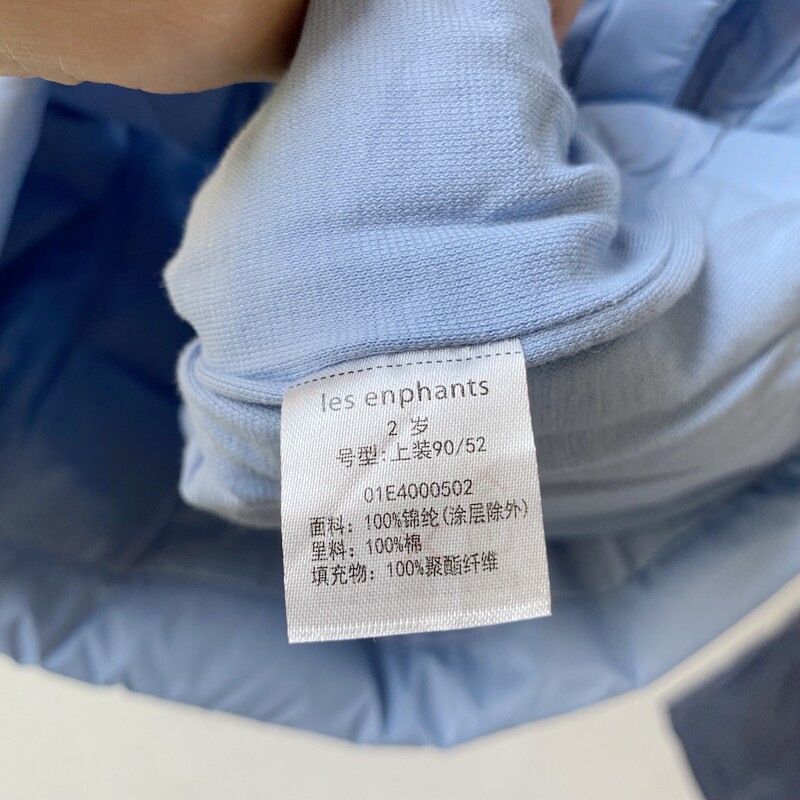 les enphants
2 岁
号型:上装90/52
01E4000502
面料: 100%锦纶(涂层除外)
里料: 100%棉
填充物: 100%聚酯纤维